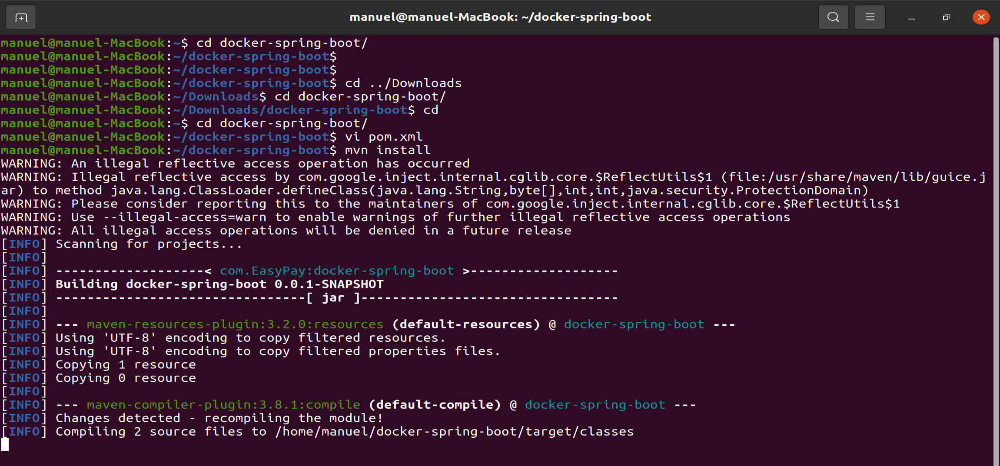 manuel@manuel-MacBook: ~/docker-spring-boot
manuel@manuel-MacBook:~$ cd docker-spring-boot/
manuel@manuel-MacBook:~/docker-spring-boot$
manuel@manuel-MacBook:~/docker-spring-boot$
manuel@manuel-MacBook:~/docker-spring-boot$ cd ../Downloads
manuel@manuel-MacBook:~/Downloads$ cd docker-spring-boot/
manuel@manuel-MacBook:~/Downloads/docker-spring-boot$ cd
manuel@manuel-MacBook:~$ cd docker-spring-boot/
manuel@manuel-MacBook:~/docker-spring-boot$ vi pom.xml
manuel@manuel-MacBook:~/docker-spring-boot$ mvn install
WARNING: An illegal reflective access operation has occurred
WARNING: Illegal reflective access by com.google.inject.internal.cglib.core.$ReflectUtils$1 (file:/usr/share/maven/lib/guice.j
ar) to method java.lang.ClassLoader.defineClass(java.lang.String,byte[],int,int,java.security.ProtectionDomain)
WARNING: Please consider reporting this to the maintainers of com.google.inject.internal.cglib.core.$ReflectUtils$1
WARNING: Use --illegal-access=warn to enable warnings of further illegal reflective access operations
WARNING: All illegal access operations will be denied in a future release
[INFO] Scanning for projects...
[INFO]
[INFO] -------------------< com.EasyPay:docker-spring-boot >-------------------
[INFO] Building docker-spring-boot 0.0.1-SNAPSHOT
[INFO] --------------------------------[ jar ]---------------------------------
[INFO]
[INFO] --- maven-resources-plugin:3.2.0:resources (default-resources) @ docker-spring-boot ---
[INFO] Using 'UTF-8' encoding to copy filtered resources.
[INFO] Using 'UTF-8' encoding to copy filtered properties files.
[INFO] Copying 1 resource
[INFO] Copying 0 resource
[INFO]
[INFO] --- maven-compiler-plugin:3.8.1:compile (default-compile) @ docker-spring-boot ---
[INFO] Changes detected - recompiling the module!
[INFO] Compiling 2 source files to /home/manuel/docker-spring-boot/target/classes